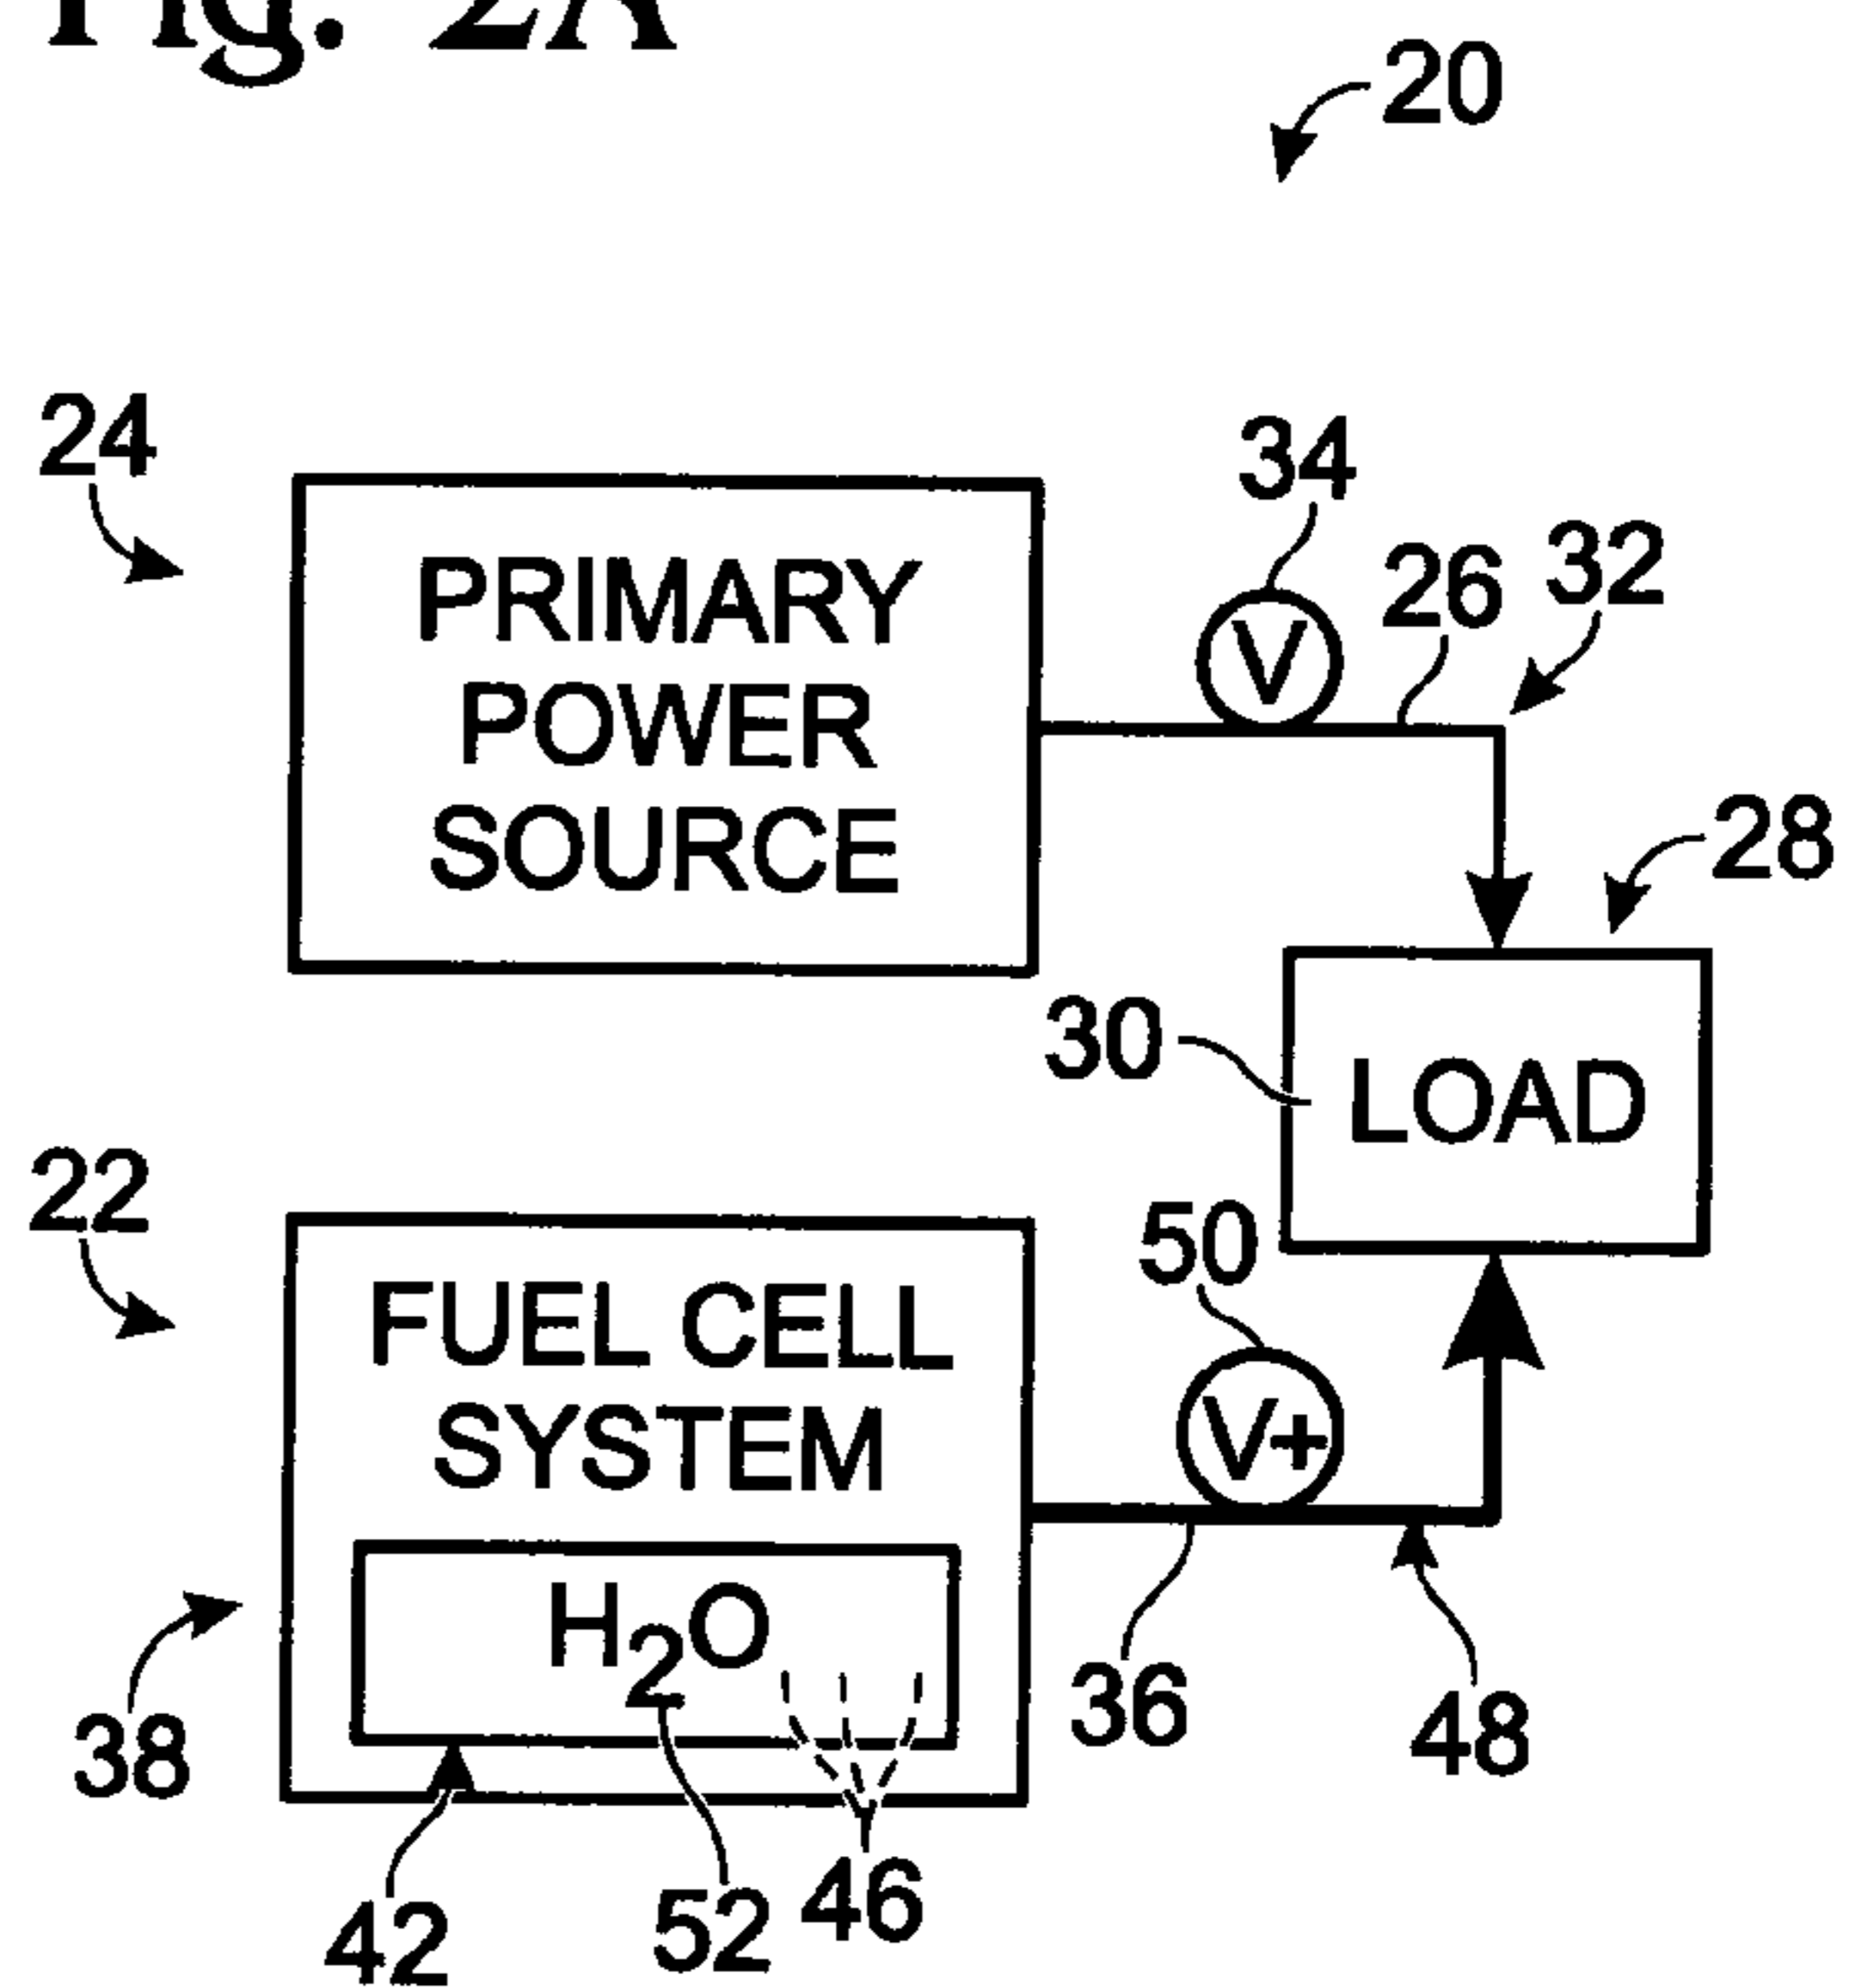 Fig. 2A
20
24
34
26
32
PRIMARY
POWER
SOURCE
V
28
30
LOAD
22
50
FUEL CELL
SYSTEM
V+
H2O
38
36
48
42
52
46